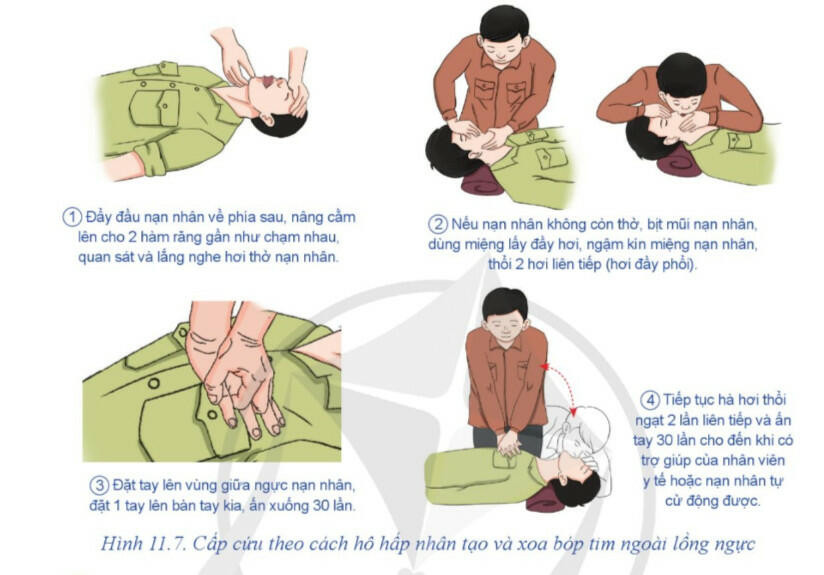 ① Đẩy đầu nạn nhân về phía sau, nâng cầm
lên cho 2 hàm răng gần như chạm nhau,
quan sát và lắng nghe hơi thở nạn nhân.
② Nếu nạn nhân không còn thở, bịt mũi nạn nhân,
dùng miệng lấy đầy hơi, ngậm kín miệng nạn nhân,
thổi 2 hơi liên tiếp (hơi đầy phổi).
③ Đặt tay lên vùng giữa ngực nạn nhân,
đặt 1 tay lên bàn tay kia, ấn xuống 30 lần.
④ Tiếp tục hà hơi thổi
ngạt 2 lần liên tiếp và ấn
tay 30 lần cho đến khi có
trợ giúp của nhân viên
y tế hoặc nạn nhân tự
cử động được.
Hình 11.7. Cấp cứu theo cách hô hấp nhân tạo và xoa bóp tim ngoài lồng ngực